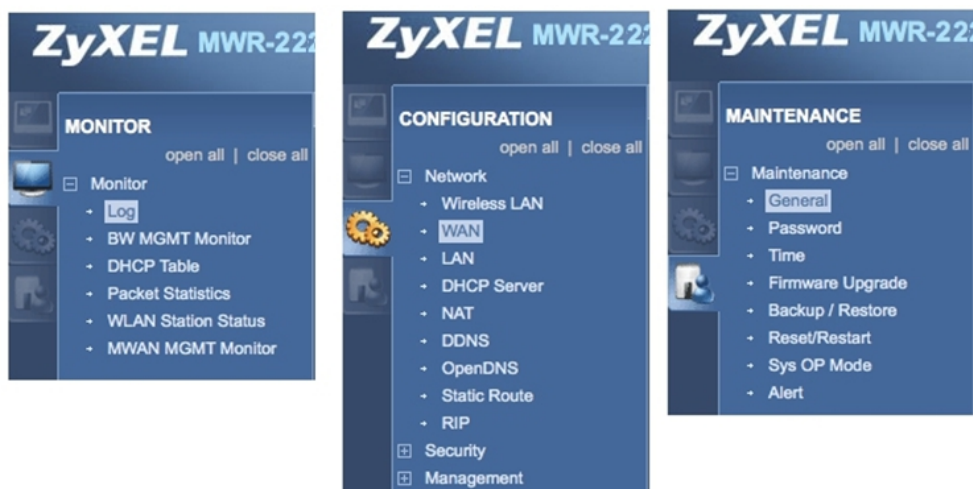 ZyXEL MWR-222
MONITOR
open all | close all
Monitor
Log
BW MGMT Monitor
DHCP Table
Packet Statistics
WLAN Station Status
MWAN MGMT Monitor
ZyXEL MWR-222
CONFIGURATION
open all | close all
Network
Wireless LAN
WAN
LAN
DHCP Server
NAT
DDNS
OpenDNS
Static Route
RIP
Security
Management
ZyXEL MWR-222
MAINTENANCE
open all | close all
Maintenance
General
Password
Time
Firmware Upgrade
Backup / Restore
Reset/Restart
Sys OP Mode
Alert